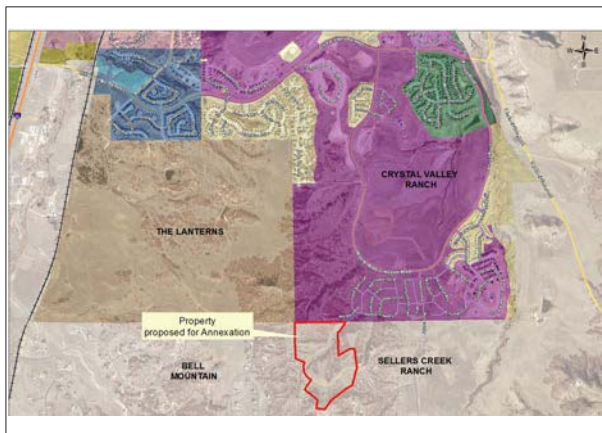 N
W E
S
CRYSTAL VALLEY
RANCH
THE LANTERNS
Property
proposed for Annexation
BELL
MOUNTAIN
SELLERS CREEK
RANCH